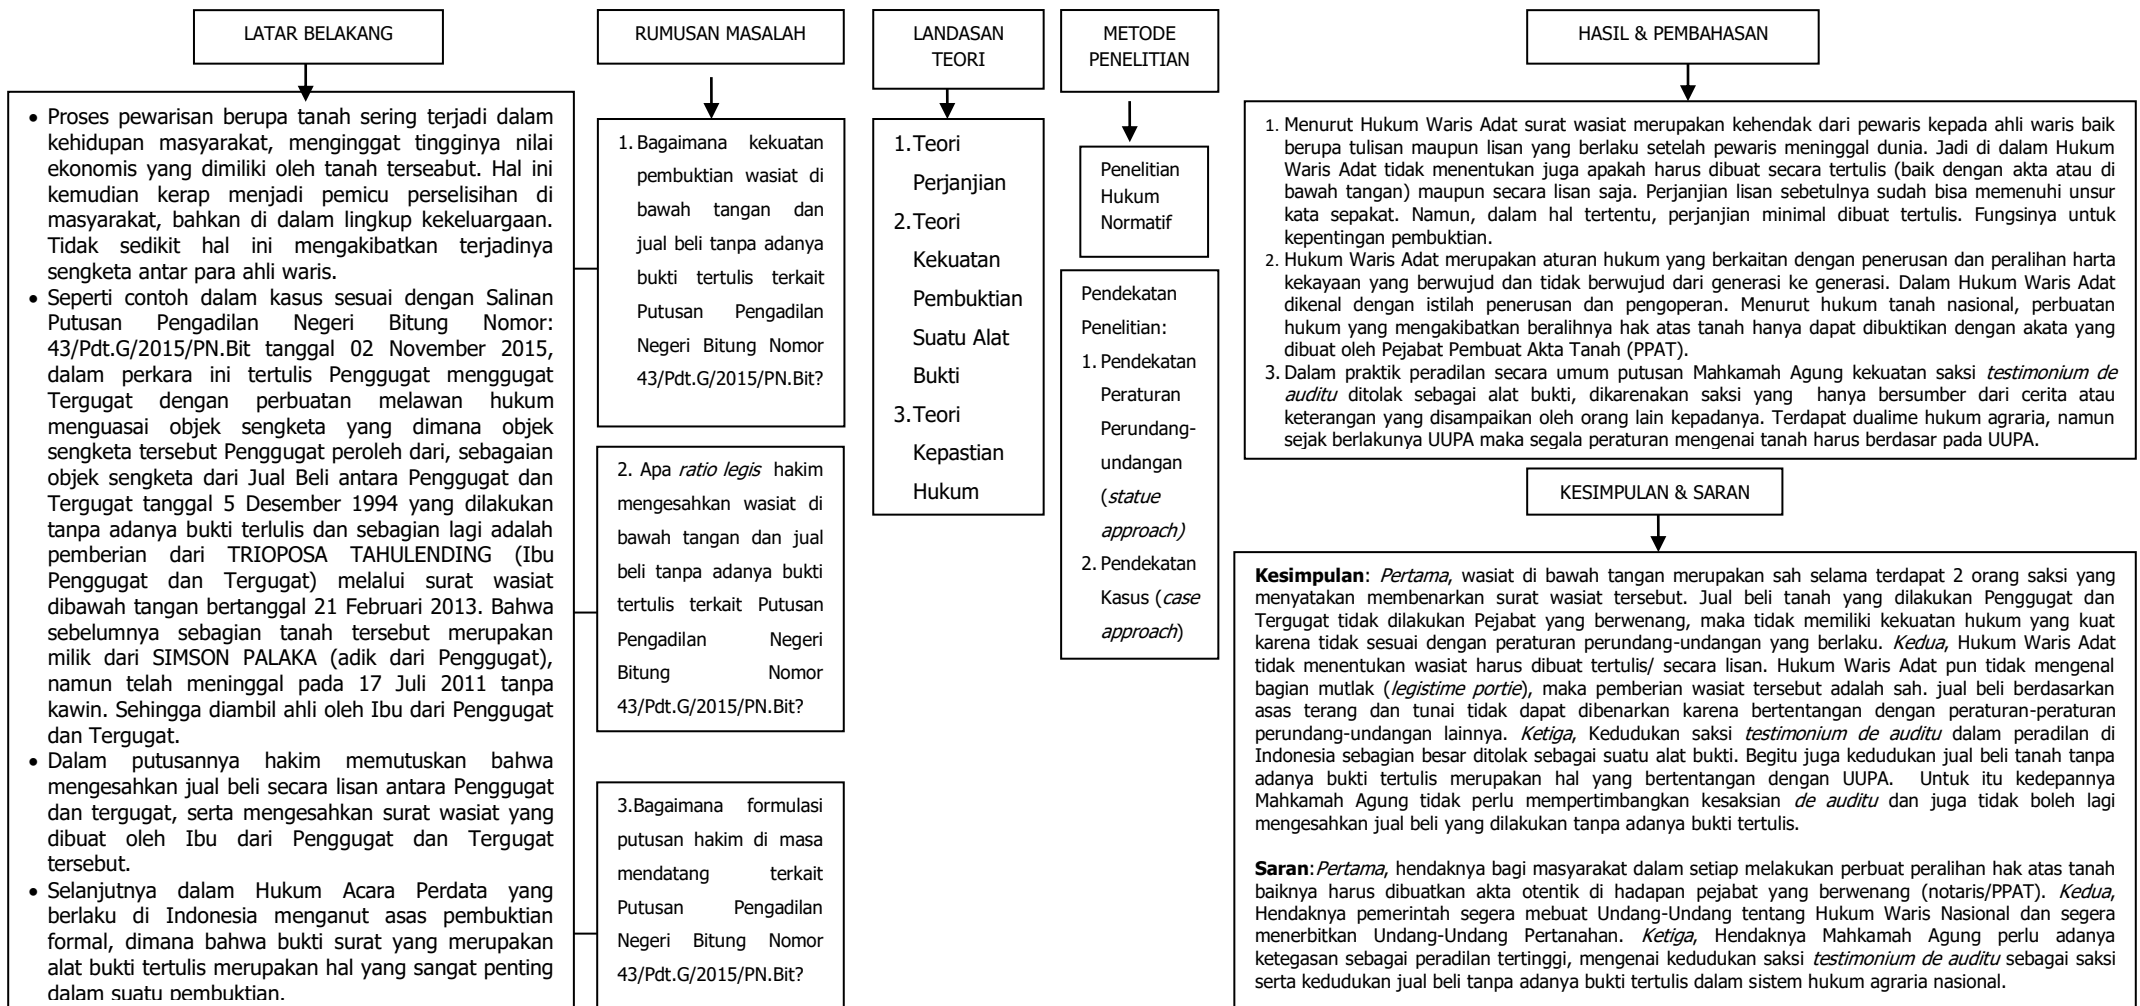 LATAR BELAKANG
• Proses pewarisan berupa tanah sering terjadi dalam
kehidupan masyarakat, menginggat tingginya nilai
ekonomis yang dimiliki oleh tanah terseabut. Hal ini
kemudian kerap menjadi pemicu perselisihan di
masyarakat, bahkan di dalam lingkup kekeluargaan.
Tidak sedikit hal ini mengakibatkan terjadinya
sengketa antar para ahli waris.
• Seperti contoh dalam kasus sesuai dengan Salinan
Putusan Pengadilan Negeri Bitung Nomor:
43/Pdt.G/2015/PN.Bit tanggal 02 November 2015,
dalam perkara ini tertulis Penggugat menggugat
Tergugat dengan perbuatan melawan hukum
menguasai objek sengketa yang dimana objek
sengketa tersebut Penggugat peroleh dari, sebagaian
objek sengketa dari Jual Beli antara Penggugat dan
Tergugat tanggal 5 Desember 1994 yang dilakukan
tanpa adanya bukti terlulis dan sebagian lagi adalah
pemberian dari TRIOPOSA TAHULENDING (Ibu
Penggugat dan Tergugat) melalui surat wasiat
dibawah tangan bertanggal 21 Februari 2013. Bahwa
sebelumnya sebagian tanah tersebut merupakan
milik dari SIMSON PALAKA (adik dari Penggugat),
namun telah meninggal pada 17 Juli 2011 tanpa
kawin. Sehingga diambil ahli oleh Ibu dari Penggugat
dan Tergugat.
• Dalam putusannya hakim memutuskan bahwa
mengesahkan jual beli secara lisan antara Penggugat
dan tergugat, serta mengesahkan surat wasiat yang
dibuat oleh Ibu dari Penggugat dan Tergugat
tersebut.
• Selanjutnya dalam Hukum Acara Perdata yang
berlaku di Indonesia menganut asas pembuktian
formal, dimana bahwa bukti surat yang merupakan
alat bukti tertulis merupakan hal yang sangat penting
dalam suatu pembuktian.
RUMUSAN MASALAH
1. Bagaimana kekuatan
pembuktian wasiat di
bawah tangan dan
jual beli tanpa adanya
bukti tertulis terkait
Putusan Pengadilan
Negeri Bitung Nomor
43/Pdt.G/2015/PN.Bit?
2. Apa ratio legis hakim
mengesahkan wasiat di
bawah tangan dan jual
beli tanpa adanya bukti
tertulis terkait Putusan
Pengadilan Negeri
Bitung Nomor
43/Pdt.G/2015/PN.Bit?
3.Bagaimana formulasi
putusan hakim di masa
mendatang terkait
Putusan Pengadilan
Negeri Bitung Nomor
43/Pdt.G/2015/PN.Bit?
LANDASAN
TEORI
1.Teori
Perjanjian
2.Teori
Kekuatan
Pembuktian
Suatu Alat
Bukti
3.Teori
Kepastian
Hukum
METODE
PENELITIAN
Penelitian
Hukum
Normatif
Pendekatan
Penelitian:
1. Pendekatan
Peraturan
Perundang-
undangan
(statue
approach)
2. Pendekatan
Kasus (case
approach)
HASIL & PEMBAHASAN
1. Menurut Hukum Waris Adat surat wasiat merupakan kehendak dari pewaris kepada ahli waris baik
berupa tulisan maupun lisan yang berlaku setelah pewaris meninggal dunia. Jadi di dalam Hukum
Waris Adat tidak menentukan juga apakah harus dibuat secara tertulis (baik dengan akta atau di
bawah tangan) maupun secara lisan saja. Perjanjian lisan sebetulnya sudah bisa memenuhi unsur
kata sepakat. Namun, dalam hal tertentu, perjanjian minimal dibuat tertulis. Fungsinya untuk
kepentingan pembuktian.
2. Hukum Waris Adat merupakan aturan hukum yang berkaitan dengan penerusan dan peralihan harta
kekayaan yang berwujud dan tidak berwujud dari generasi ke generasi. Dalam Hukum Waris Adat
dikenal dengan istilah penerusan dan pengoperan. Menurut hukum tanah nasional, perbuatan
hukum yang mengakibatkan beralihnya hak atas tanah hanya dapat dibuktikan dengan akata yang
dibuat oleh Pejabat Pembuat Akta Tanah (PPAT).
3. Dalam praktik peradilan secara umum putusan Mahkamah Agung kekuatan saksi testimonium de
auditu ditolak sebagai alat bukti, dikarenakan saksi yang hanya bersumber dari cerita atau
keterangan yang disampaikan oleh orang lain kepadanya. Terdapat dualime hukum agraria, namun
sejak berlakunya UUPA maka segala peraturan mengenai tanah harus berdasar pada UUPA.
KESIMPULAN & SARAN
Kesimpulan: Pertama, wasiat di bawah tangan merupakan sah selama terdapat 2 orang saksi yang
menyatakan membenarkan surat wasiat tersebut. Jual beli tanah yang dilakukan Penggugat dan
Tergugat tidak dilakukan Pejabat yang berwenang, maka tidak memiliki kekuatan hukum yang kuat
karena tidak sesuai dengan peraturan perundang-undangan yang berlaku. Kedua, Hukum Waris Adat
tidak menentukan wasiat harus dibuat tertulis/ secara lisan. Hukum Waris Adat pun tidak mengenal
bagian mutlak (legistime portie), maka pemberian wasiat tersebut adalah sah. jual beli berdasarkan
asas terang dan tunai tidak dapat dibenarkan karena bertentangan dengan peraturan-peraturan
perundang-undangan lainnya. Ketiga, Kedudukan saksi testimonium de auditu dalam peradilan di
Indonesia sebagian besar ditolak sebagai suatu alat bukti. Begitu juga kedudukan jual beli tanah tanpa
adanya bukti tertulis merupakan hal yang bertentangan dengan UUPA. Untuk itu kedepannya
Mahkamah Agung tidak perlu mempertimbangkan kesaksian de auditu dan juga tidak boleh lagi
mengesahkan jual beli yang dilakukan tanpa adanya bukti tertulis.
Saran:Pertama, hendaknya bagi masyarakat dalam setiap melakukan perbuat peralihan hak atas tanah
baiknya harus dibuatkan akta otentik di hadapan pejabat yang berwenang (notaris/PPAT). Kedua,
Hendaknya pemerintah segera mebuat Undang-Undang tentang Hukum Waris Nasional dan segera
menerbitkan Undang-Undang Pertanahan. Ketiga, Hendaknya Mahkamah Agung perlu adanya
ketegasan sebagai peradilan tertinggi, mengenai kedudukan saksi testimonium de auditu sebagai saksi
serta kedudukan jual beli tanpa adanya bukti tertulis dalam sistem hukum agraria nasional.